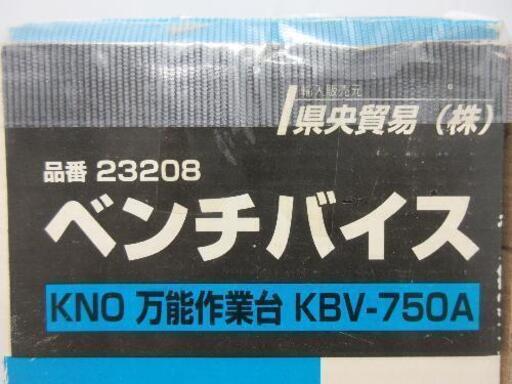 輸入販売元
県央貿易（株）
品番 23208
ベンチバイス
KNO 万能作業台 KBV-750A